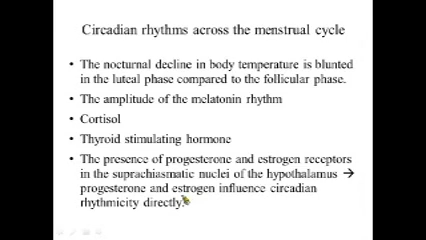 Circadian rhythms across the menstrual cycle
• The nocturnal decline in body temperature is blunted
in the luteal phase compared to the follicular phase.
• The amplitude of the melatonin rhythm
• Cortisol
• Thyroid stimulating hormone
• The presence of progesterone and estrogen receptors
in the suprachiasmatic nuclei of the hypothalamus →
progesterone and estrogen influence circadian
rhythmicity directly.